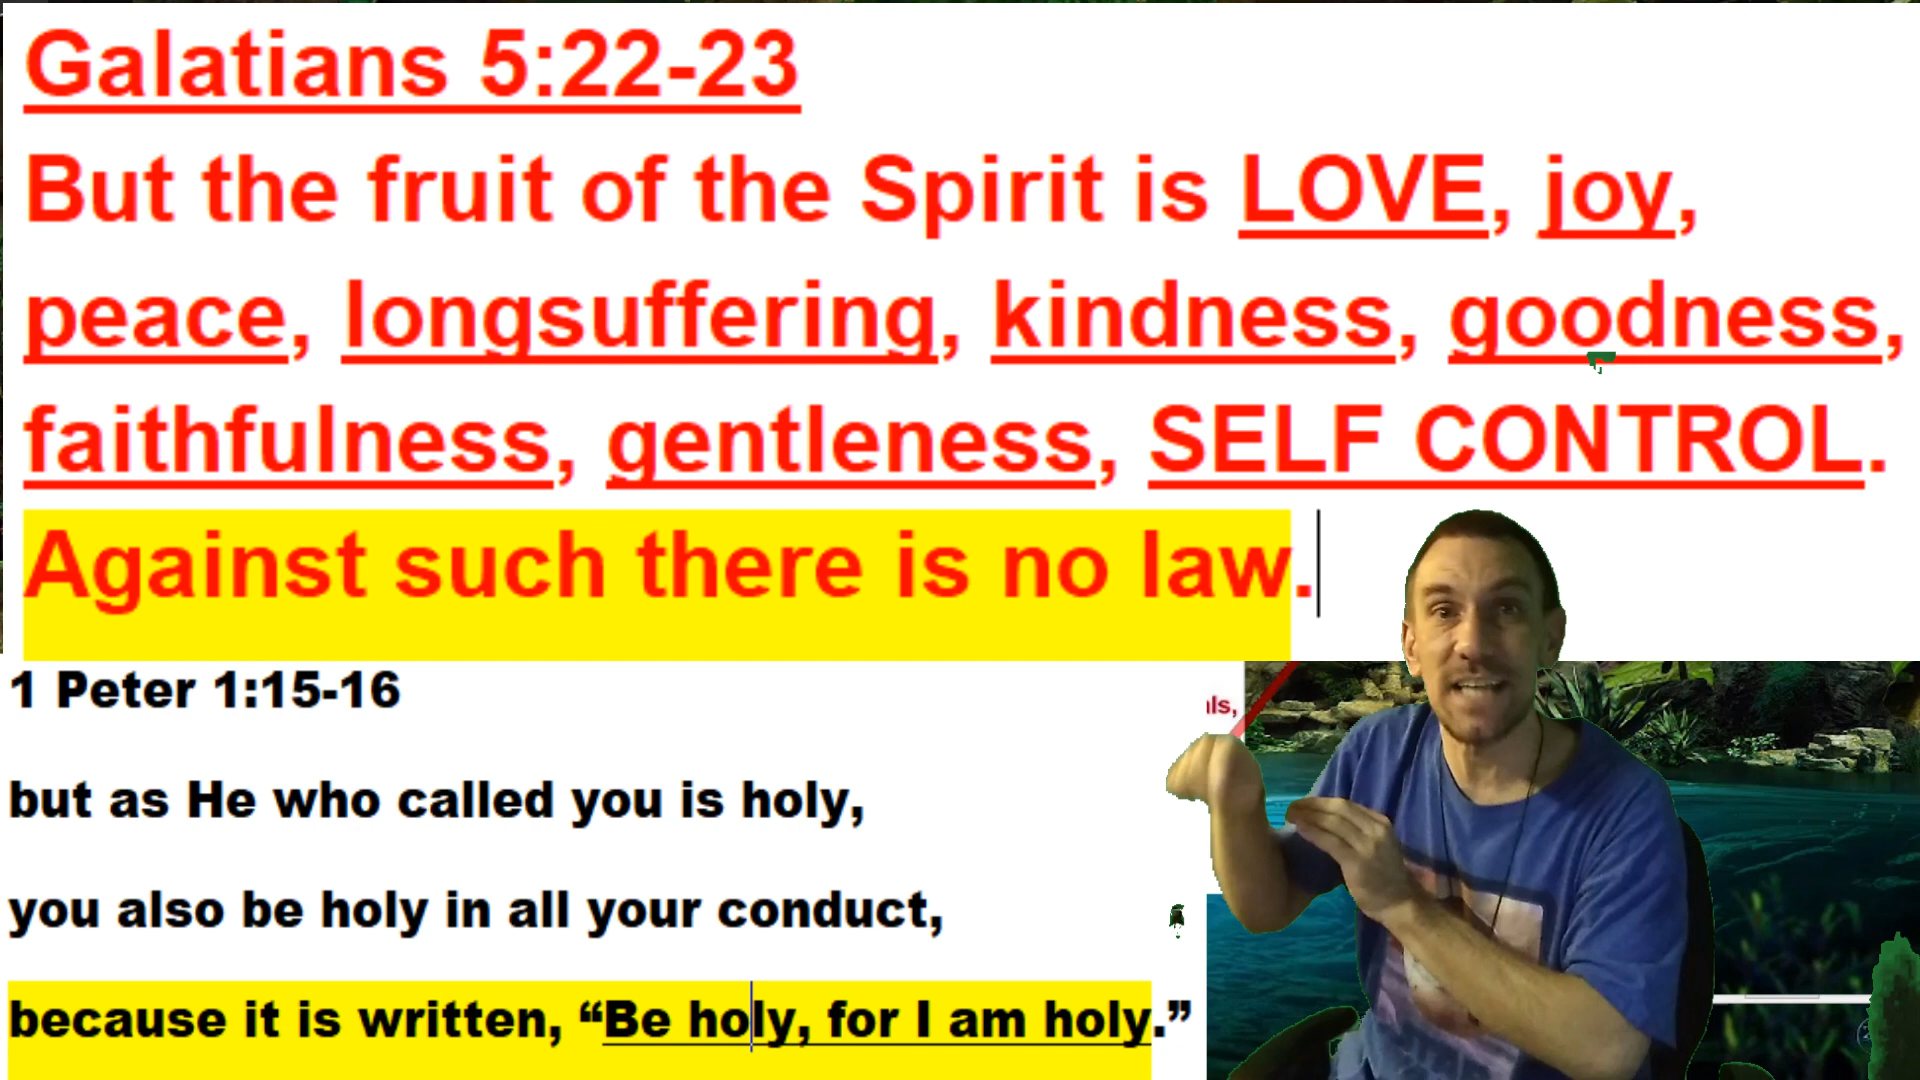 Galatians 5:22-23
But the fruit of the Spirit is LOVE, joy,
peace, longsuffering, kindness, goodness,
faithfulness, gentleness, SELF CONTROL.
Against such there is no law.
1 Peter 1:15-16
but as He who called you is holy,
you also be holy in all your conduct,
because it is written, “Be holy, for I am holy.”